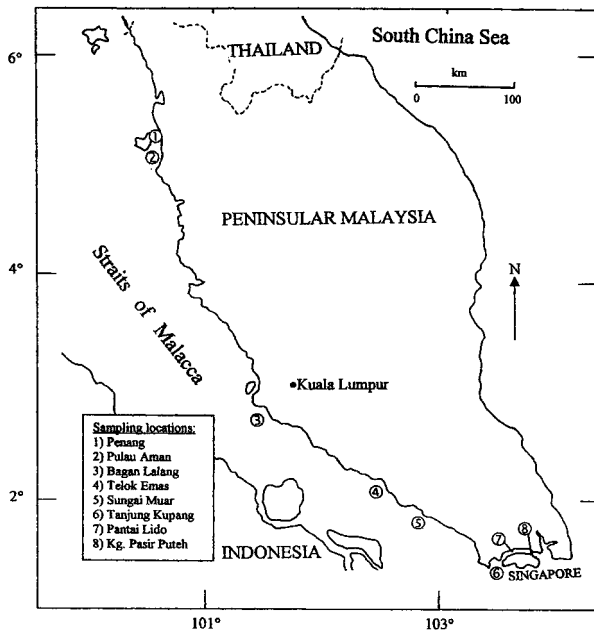 South China Sea
THAILAND
6°
km
0
100
①
②
PENINSULAR MALAYSIA
4°
Straits of Malacca
N
Kuala Lumpur
③
Sampling locations:
1) Penang
2) Pulau Aman
3) Bagan Lalang
4) Telok Emas
5) Sungai Muar
6) Tanjung Kupang
7) Pantai Lido
8) Kg. Pasir Puteh
④
2°
⑤
⑧
⑦
INDONESIA
⑥
SINGAPORE
101°
103°